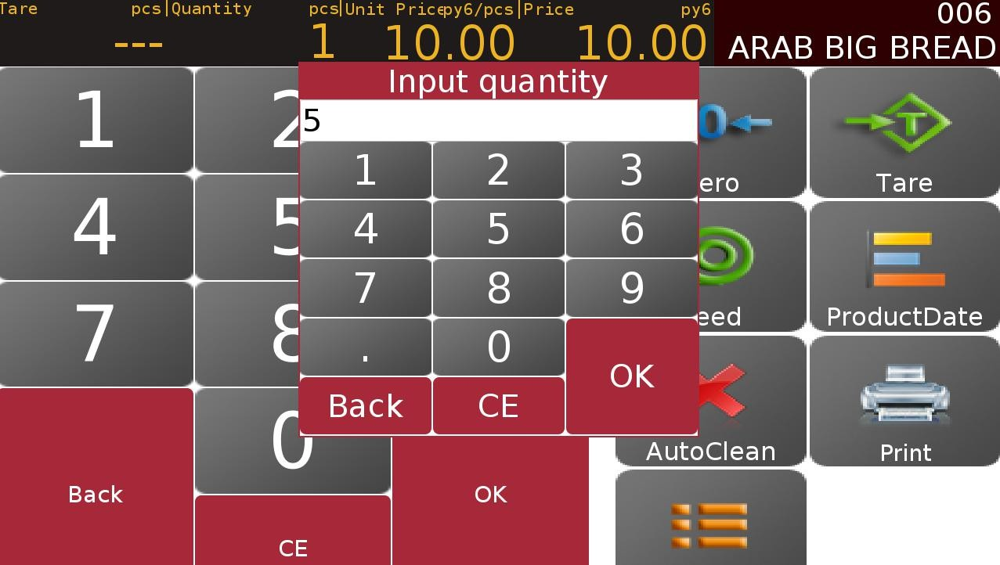 Tare pcs|Quantity pcs|Unit Price py6/pcs|Price py6
--- 1 10.00 10.00
006
ARAB BIG BREAD
Input quantity
5
1 2 3
4 5 6
7 8 9
. 0 OK
Back CE
1 2
4 5
7 8
0
Back CE OK
ero Tare
eed ProductDate
AutoClean Print